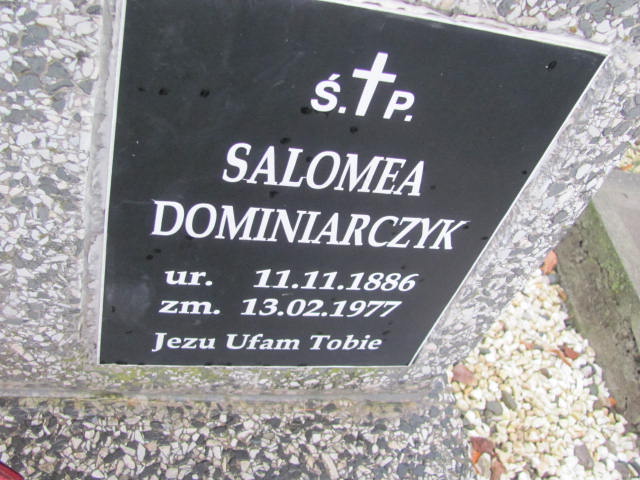 Ś.†P.
SALOMEA
DOMINIARCZYK
ur. 11.11.1886
zm. 13.02.1977
Jezu Ufam Tobie